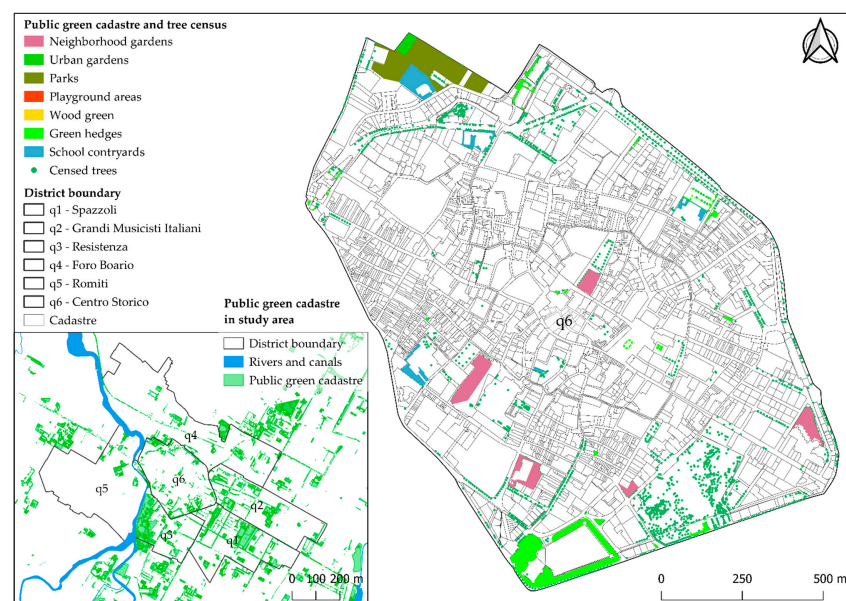 Public green cadastre and tree census
Neighborhood gardens
Urban gardens
Parks
Playground areas
Wood green
Green hedges
School contryards
Censed trees
District boundary
q1 - Spazzoli
q2 - Grandi Musicisti Italiani
q3 - Resistenza
q4 - Foro Boario
q5 - Romiti
q6 - Centro Storico
Cadastre
Public green cadastre
in study area
District boundary
Rivers and canals
Public green cadastre
q6
q4
q6
q5
q2
q3
q1
0 100 200 m
0 250 500 m